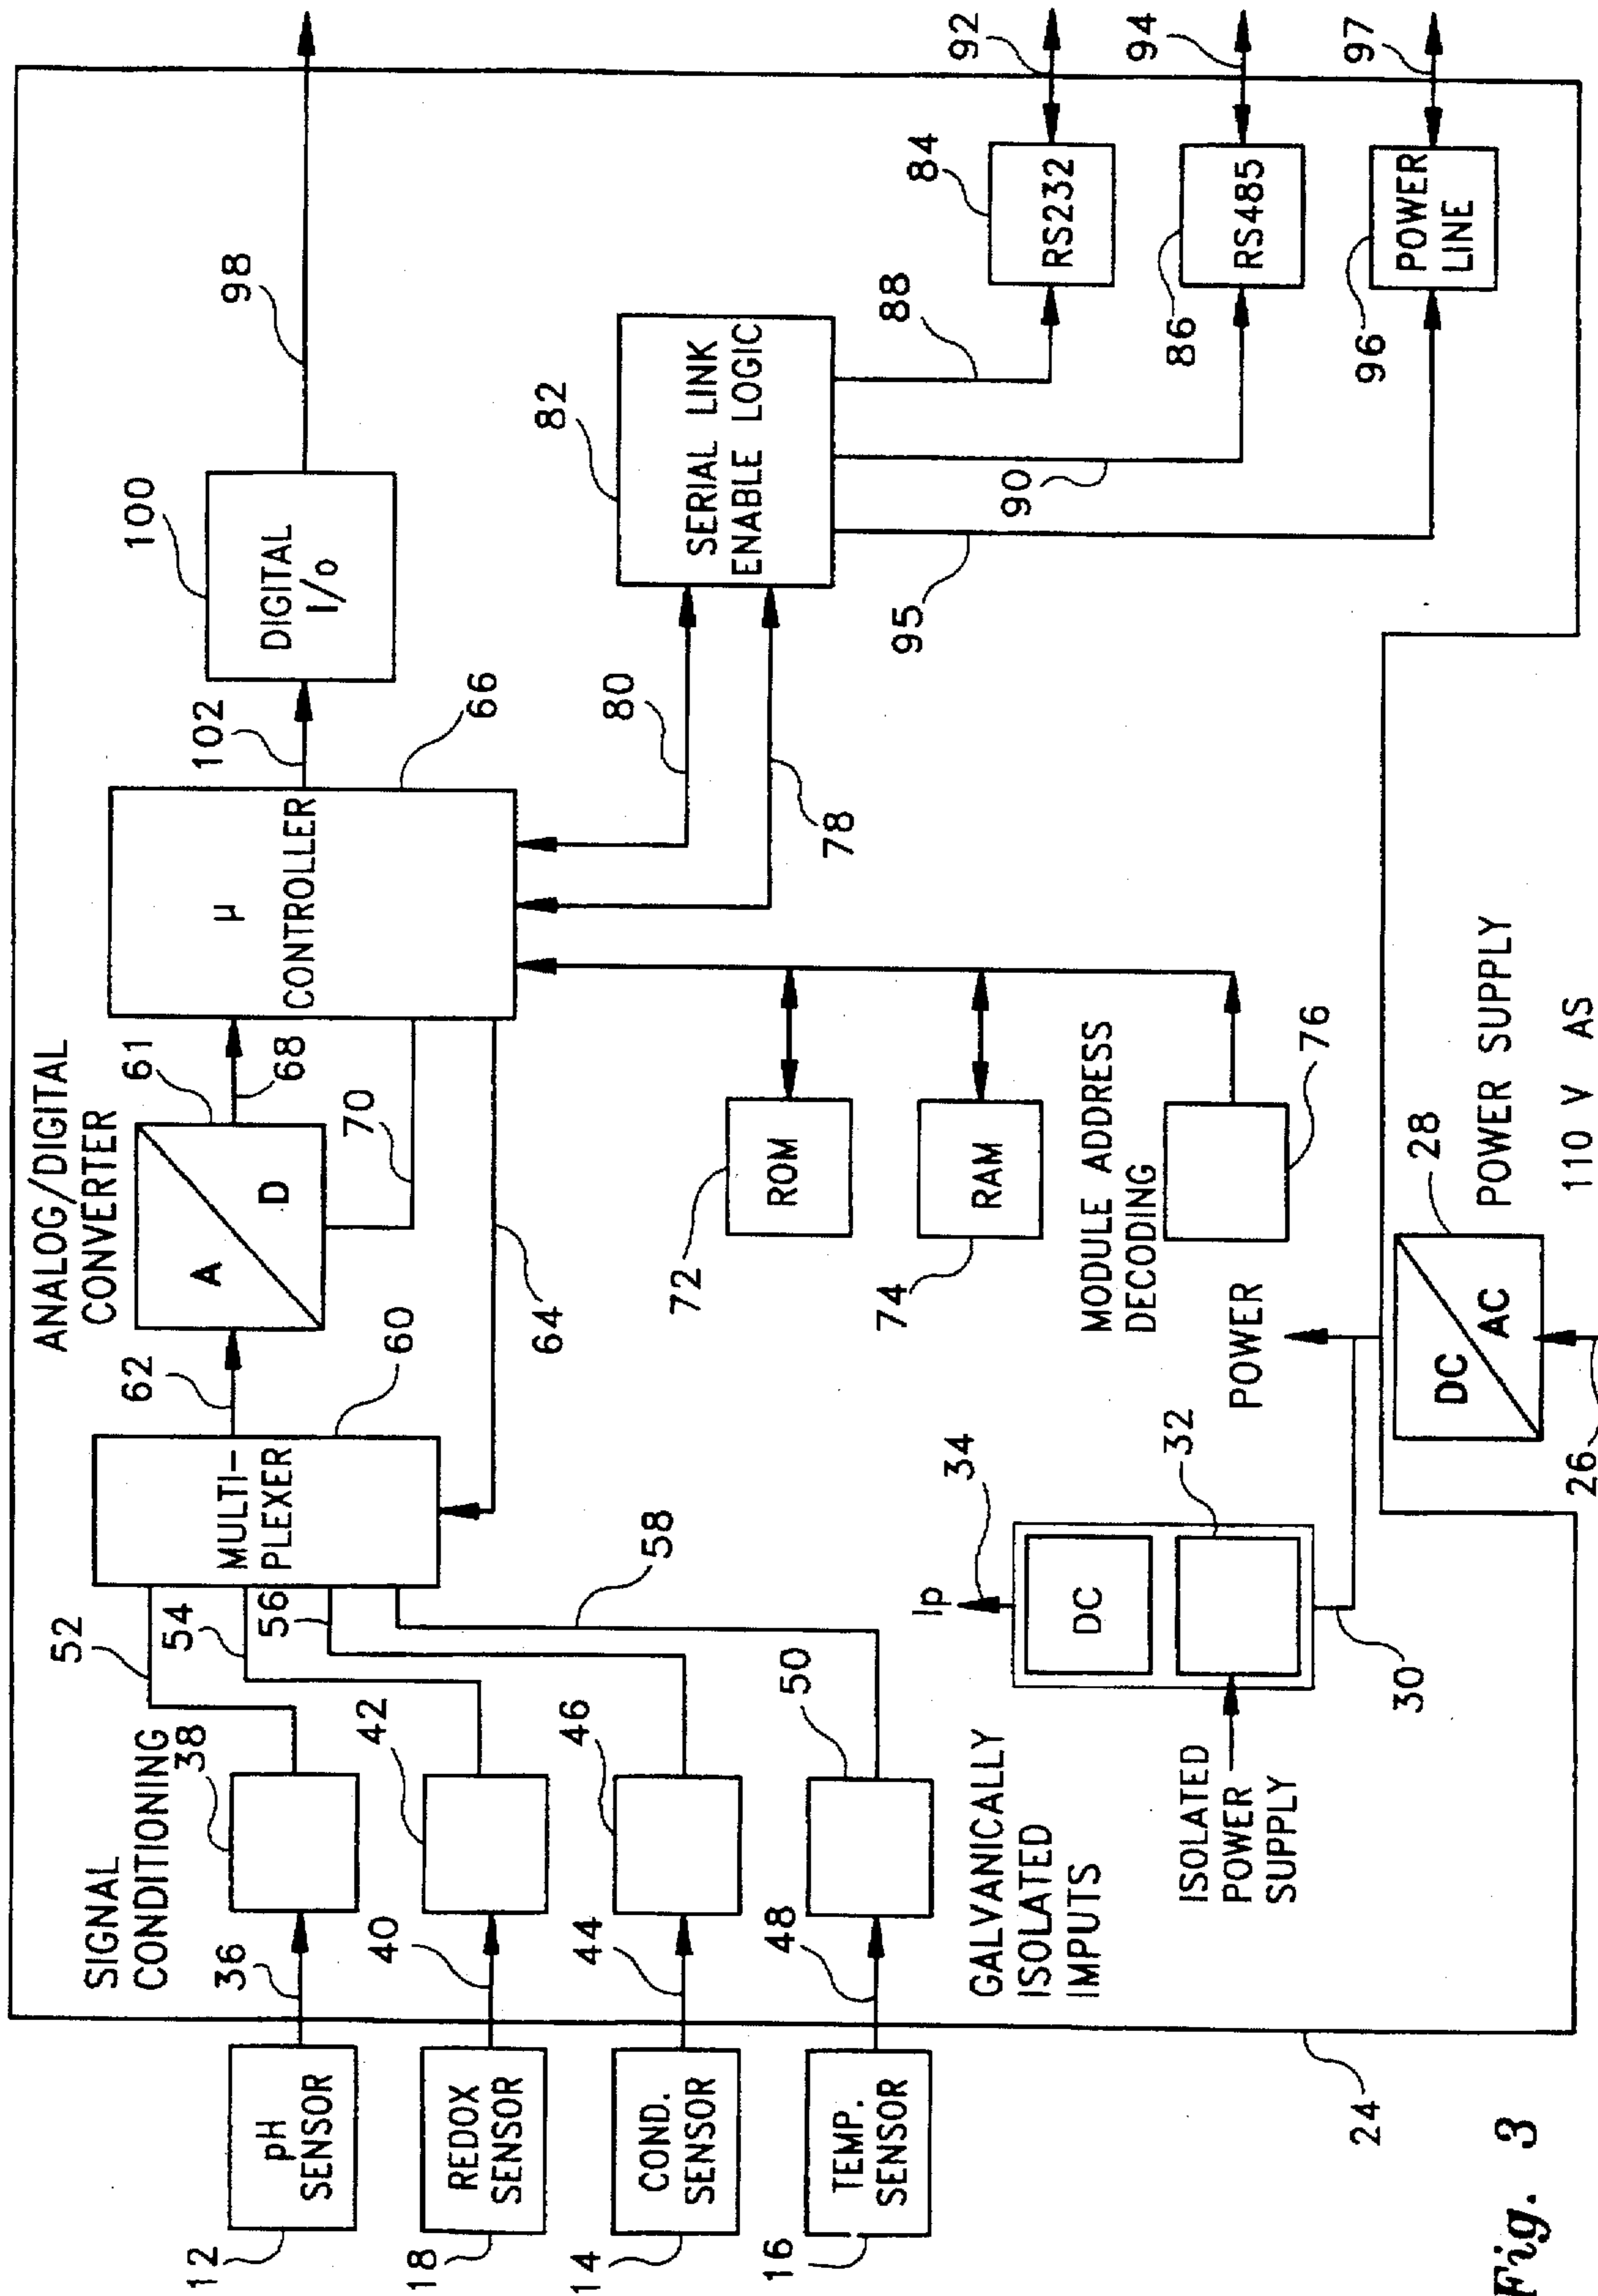 ANALOG/DIGITAL
CONVERTER
SIGNAL
CONDITIONING
12
pH
SENSOR
36
38
52
18
REDOX
SENSOR
40
42
54
14
COND.
SENSOR
44
46
56
16
TEMP.
SENSOR
48
50
58
MULTI-
PLEXER
60
62
A
D
61
68
70
64
μ
CONTROLLER
66
102
DIGITAL
I/O
100
98
80
78
SERIAL LINK
ENABLE LOGIC
82
88
90
95
RS232
84
92
RS485
86
94
POWER
LINE
96
97
ROM
72
RAM
74
MODULE ADDRESS
DECODING
76
GALVANICALLY
ISOLATED
IMPUTS
Ip
34
DC
32
ISOLATED
POWER
SUPPLY
30
POWER
DC
AC
28
POWER SUPPLY
110 V AS
26
24
Fig. 3